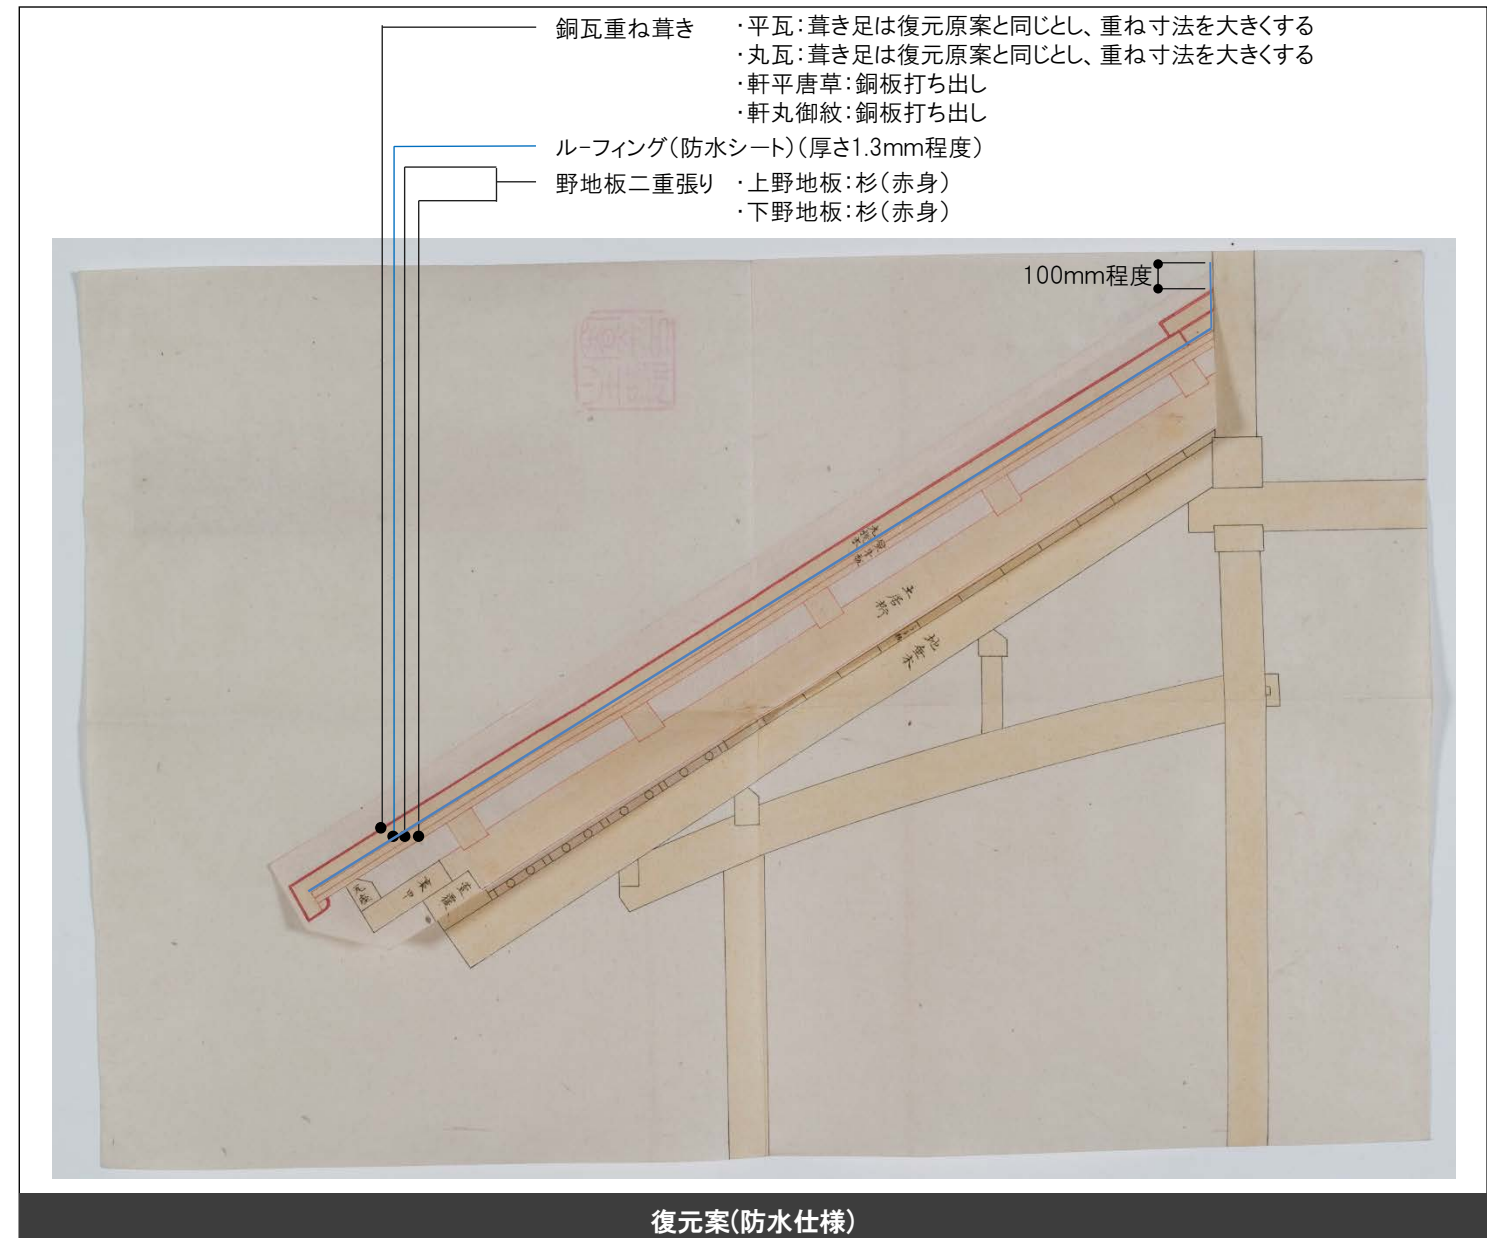 銅瓦重ね葺き ・平瓦：葺き足は復元原案と同じとし、重ね寸法を大きくする
・丸瓦：葺き足は復元原案と同じとし、重ね寸法を大きくする
・軒平唐草：銅板打ち出し
・軒丸御紋：銅板打ち出し
ルーフィング（防水シート）（厚さ1.3mm程度）
野地板二重張り ・上野地板：杉（赤身）
・下野地板：杉（赤身）
100mm程度
土居桁
地垂木
裏甲
復元案(防水仕様)